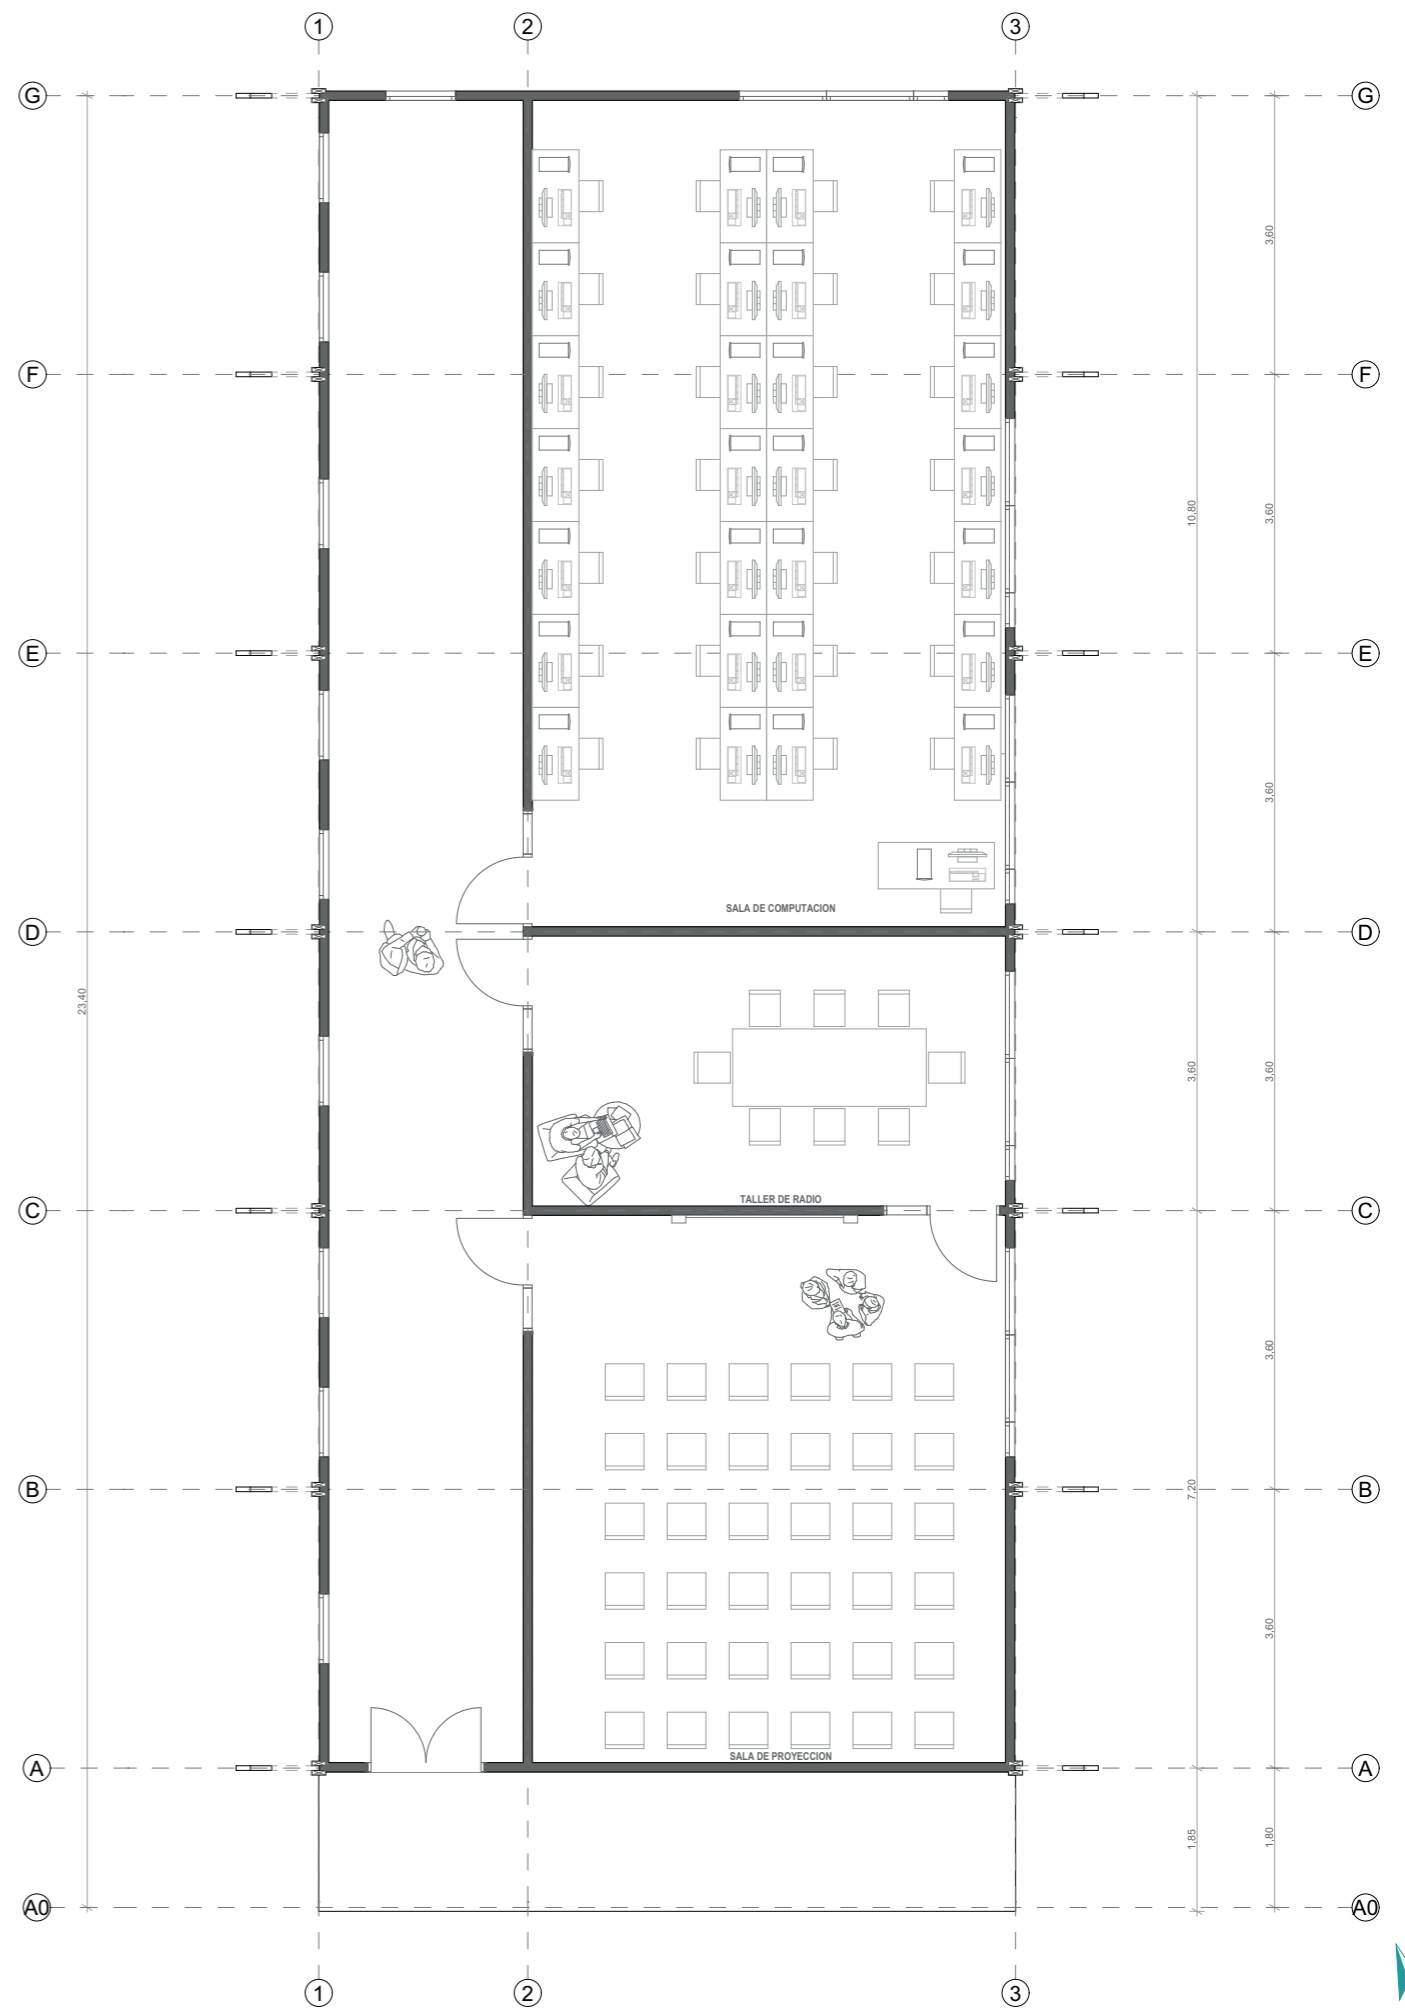 1 2 3
G G
3.60
F F
10.80 3.60
E E
3.60
SALA DE COMPUTACION
D D
23.40
3.60 3.60
TALLER DE RADIO
C C
3.60
B B
7.20
3.60
SALA DE PROYECCION
A A
1.85 1.80
A0 A0
1 2 3